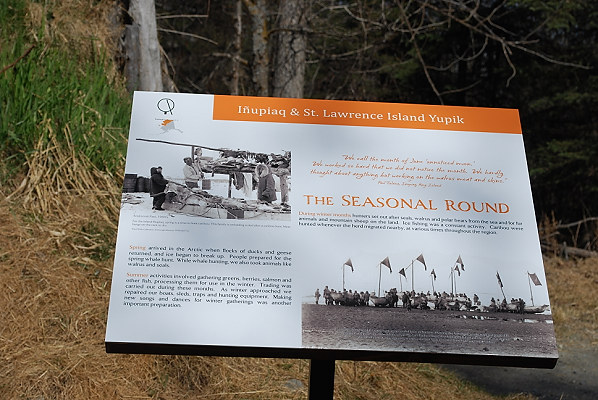 Iñupiaq & St. Lawrence Island Yupik
"We call the month of June 'unnoticed moon.'
We worked so hard that we did not notice the month. We hardly
thought about anything but working on the walrus meat and skins."
THE SEASONAL ROUND
During winter months hunters set out after seals, walrus and polar bears from the sea and fur
animals and mountain sheep on the land. Ice fishing was a constant activity. Caribou were
hunted whenever the herd migrated nearby, at various times throughout the region.
Spring arrived in the Arctic when flocks of ducks and geese
returned, and ice began to break up. People prepared for the
spring whale hunt. While whale hunting, we also took animals like
walrus and seals.
Summer activities involved gathering greens, berries, salmon and
other fish, processing them for use in the winter. Trading was
carried out during these months. As winter approached we
repaired our boats, sleds, traps and hunting equipment. Making
new songs and dances for winter gatherings was another
important preparation.